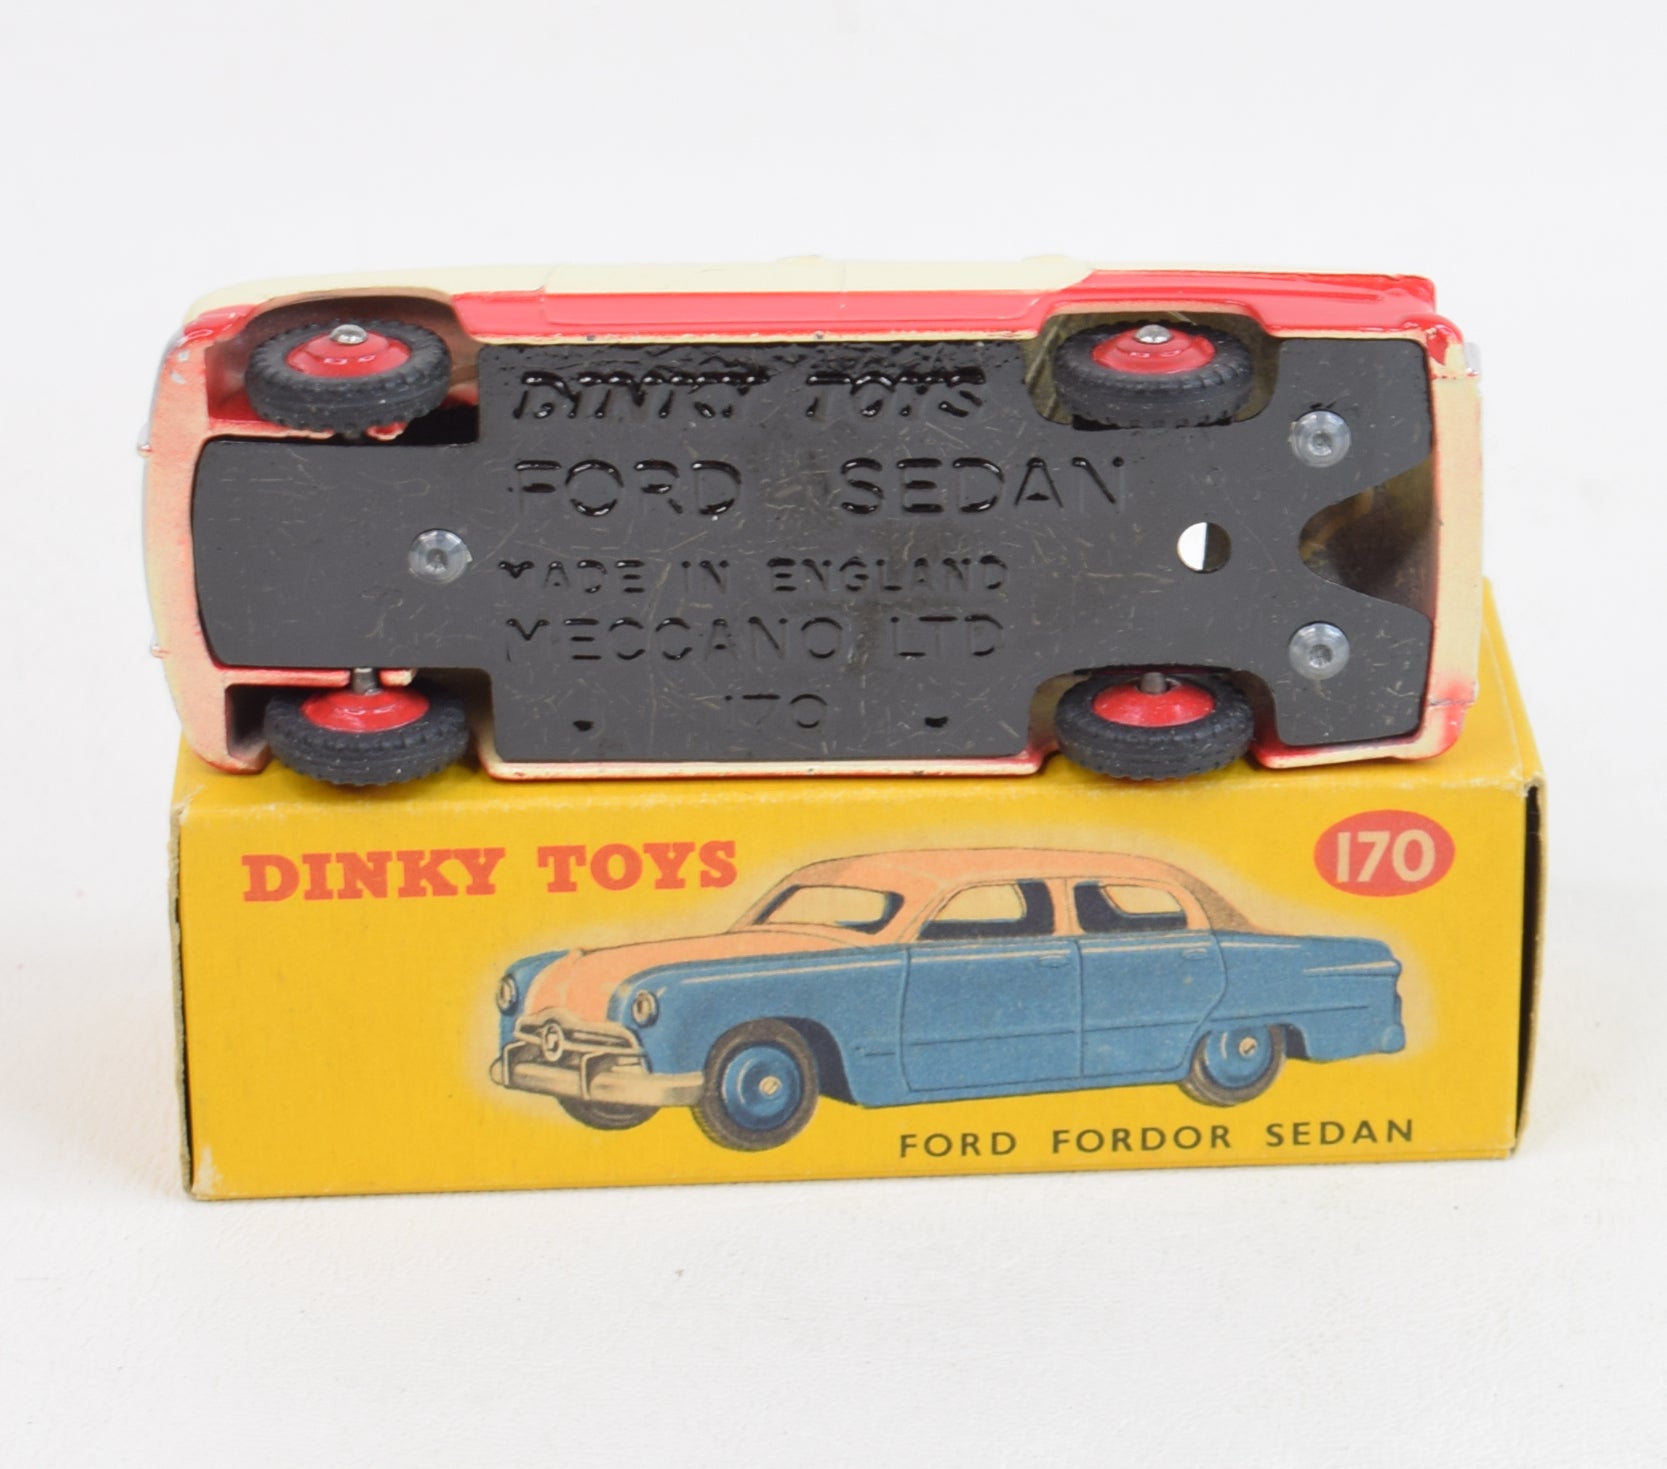 DINKY TOYS
FORD SEDAN
MADE IN ENGLAND
MECCANO LTD
170
DINKY TOYS
170
FORD FORDOR SEDAN